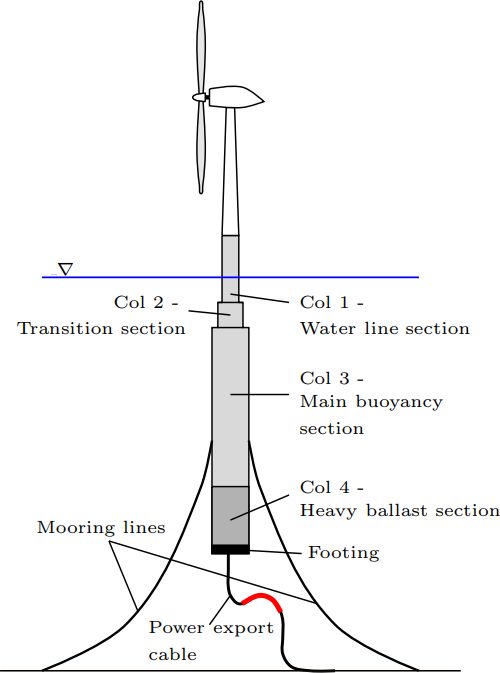 Col 2 -
Transition section
Col 1 -
Water line section
Col 3 -
Main buoyancy
section
Col 4 -
Heavy ballast section
Mooring lines
Footing
Power export
cable